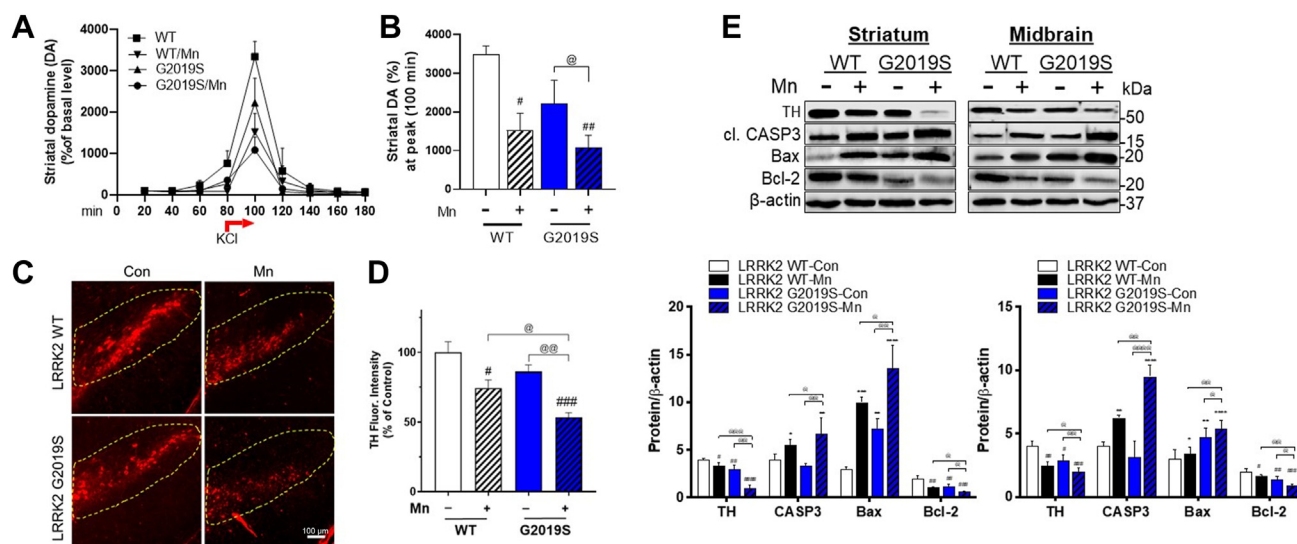 A
Striatal dopamine (DA)
(%of basal level)
4000
3000
2000
1000
0
WT
WT/Mn
G2019S
G2019S/Mn
min 0 20 40 60 80 100 120 140 160 180
KCl
B
Striatal DA (%)
at peak (100 min)
4000
3000
2000
1000
0
#
@
##
Mn - + - +
WT G2019S
C
Con Mn
LRRK2 WT
LRRK2 G2019S
100 μm
D
TH Fluor. Intensity
(% of Control)
100
50
0
@
@@
#
###
Mn - + - +
WT G2019S
E
Striatum Midbrain
WT G2019S WT G2019S
Mn - + - + - + - + kDa
TH -50
cl. CASP3 -15
Bax -20
Bcl-2 -20
β-actin -37
LRRK2 WT-Con
LRRK2 WT-Mn
LRRK2 G2019S-Con
LRRK2 G2019S-Mn
Protein/β-actin
20
15
10
5
0
TH CASP3 Bax Bcl-2
LRRK2 WT-Con
LRRK2 WT-Mn
LRRK2 G2019S-Con
LRRK2 G2019S-Mn
Protein/β-actin
20
15
10
5
0
TH CASP3 Bax Bcl-2